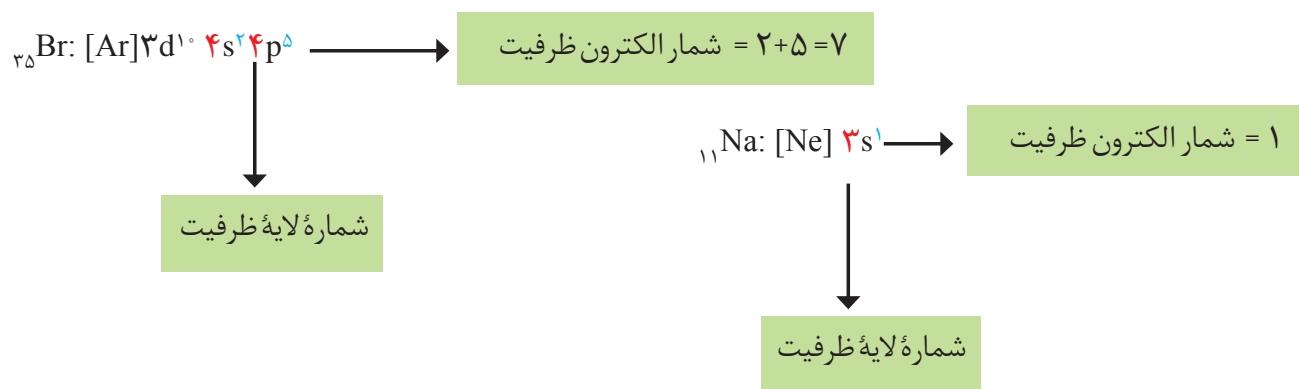 ₃₅Br: [Ar]۳d¹⁰ ۴s²۴p⁵
شمار الکترون ظرفیت = ۲+۵=۷
₁₁Na: [Ne] ۳s¹
شمار الکترون ظرفیت = ۱
شمارهٔ لایهٔ ظرفیت
شمارهٔ لایهٔ ظرفیت